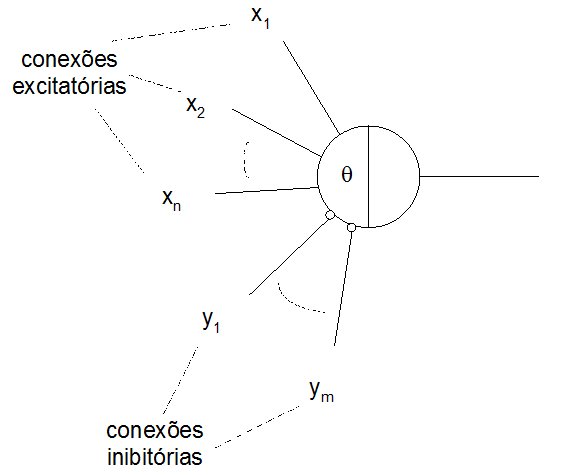 x₁
conexões
excitatórias
x₂
θ
xₙ
y₁
yₘ
conexões
inibitórias